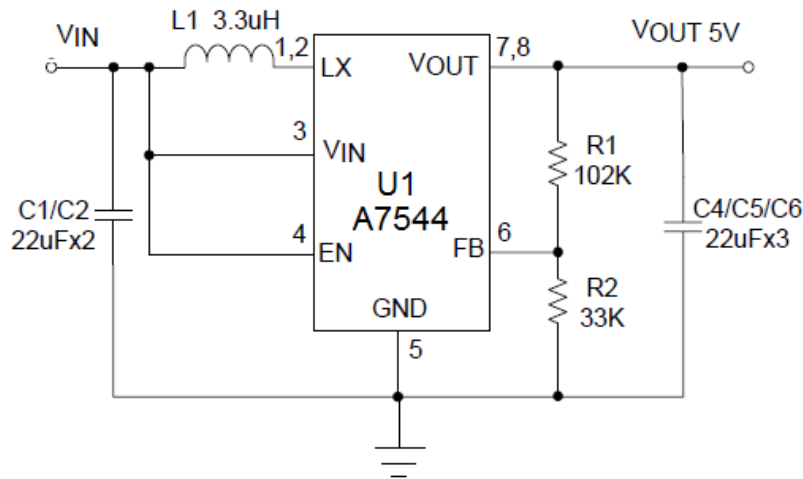 VIN
L1 3.3uH
1,2
LX
VOUT
7,8
VOUT 5V
3
VIN
U1
A7544
R1
102K
C1/C2
22uFx2
4
EN
FB
6
C4/C5/C6
22uFx3
R2
33K
GND
5